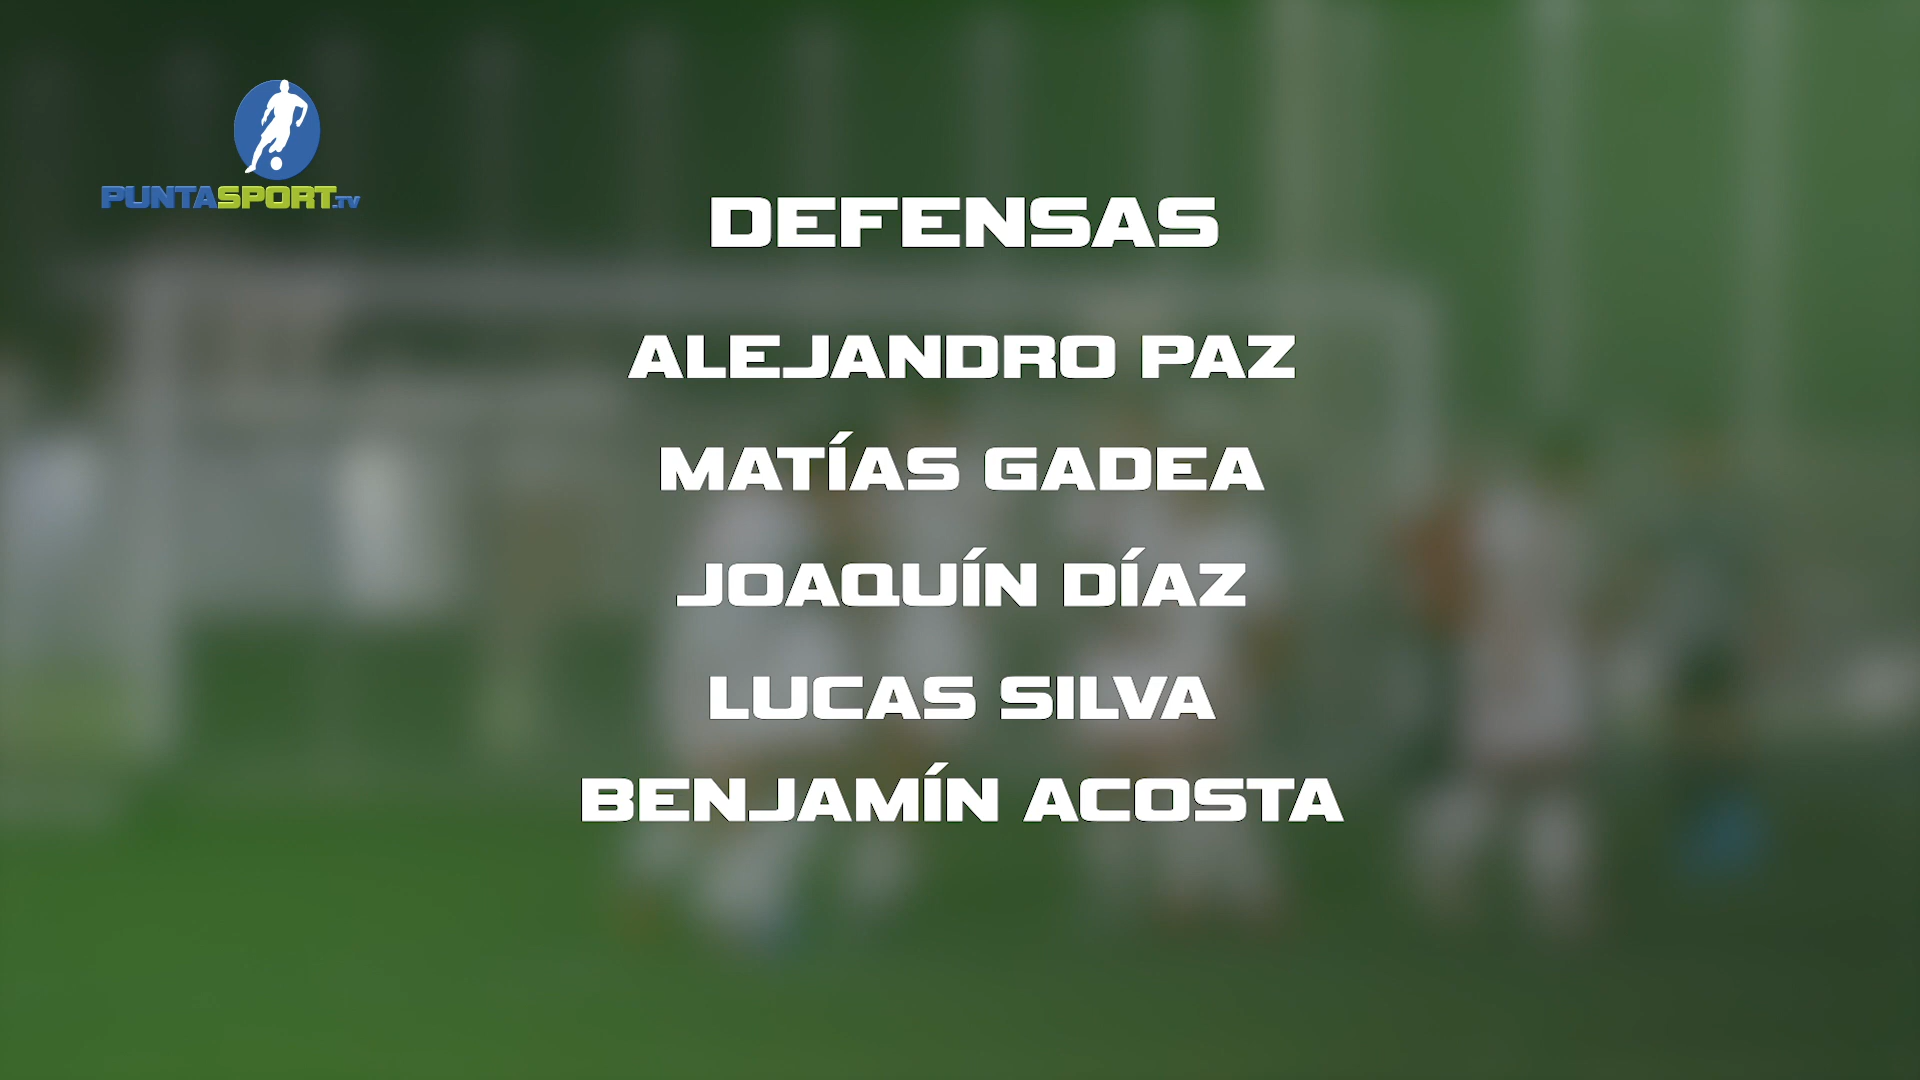 PUNTASPORT.TV
DEFENSAS
ALEJANDRO PAZ
MATÍAS GADEA
JOAQUÍN DÍAZ
LUCAS SILVA
BENJAMÍN ACOSTA